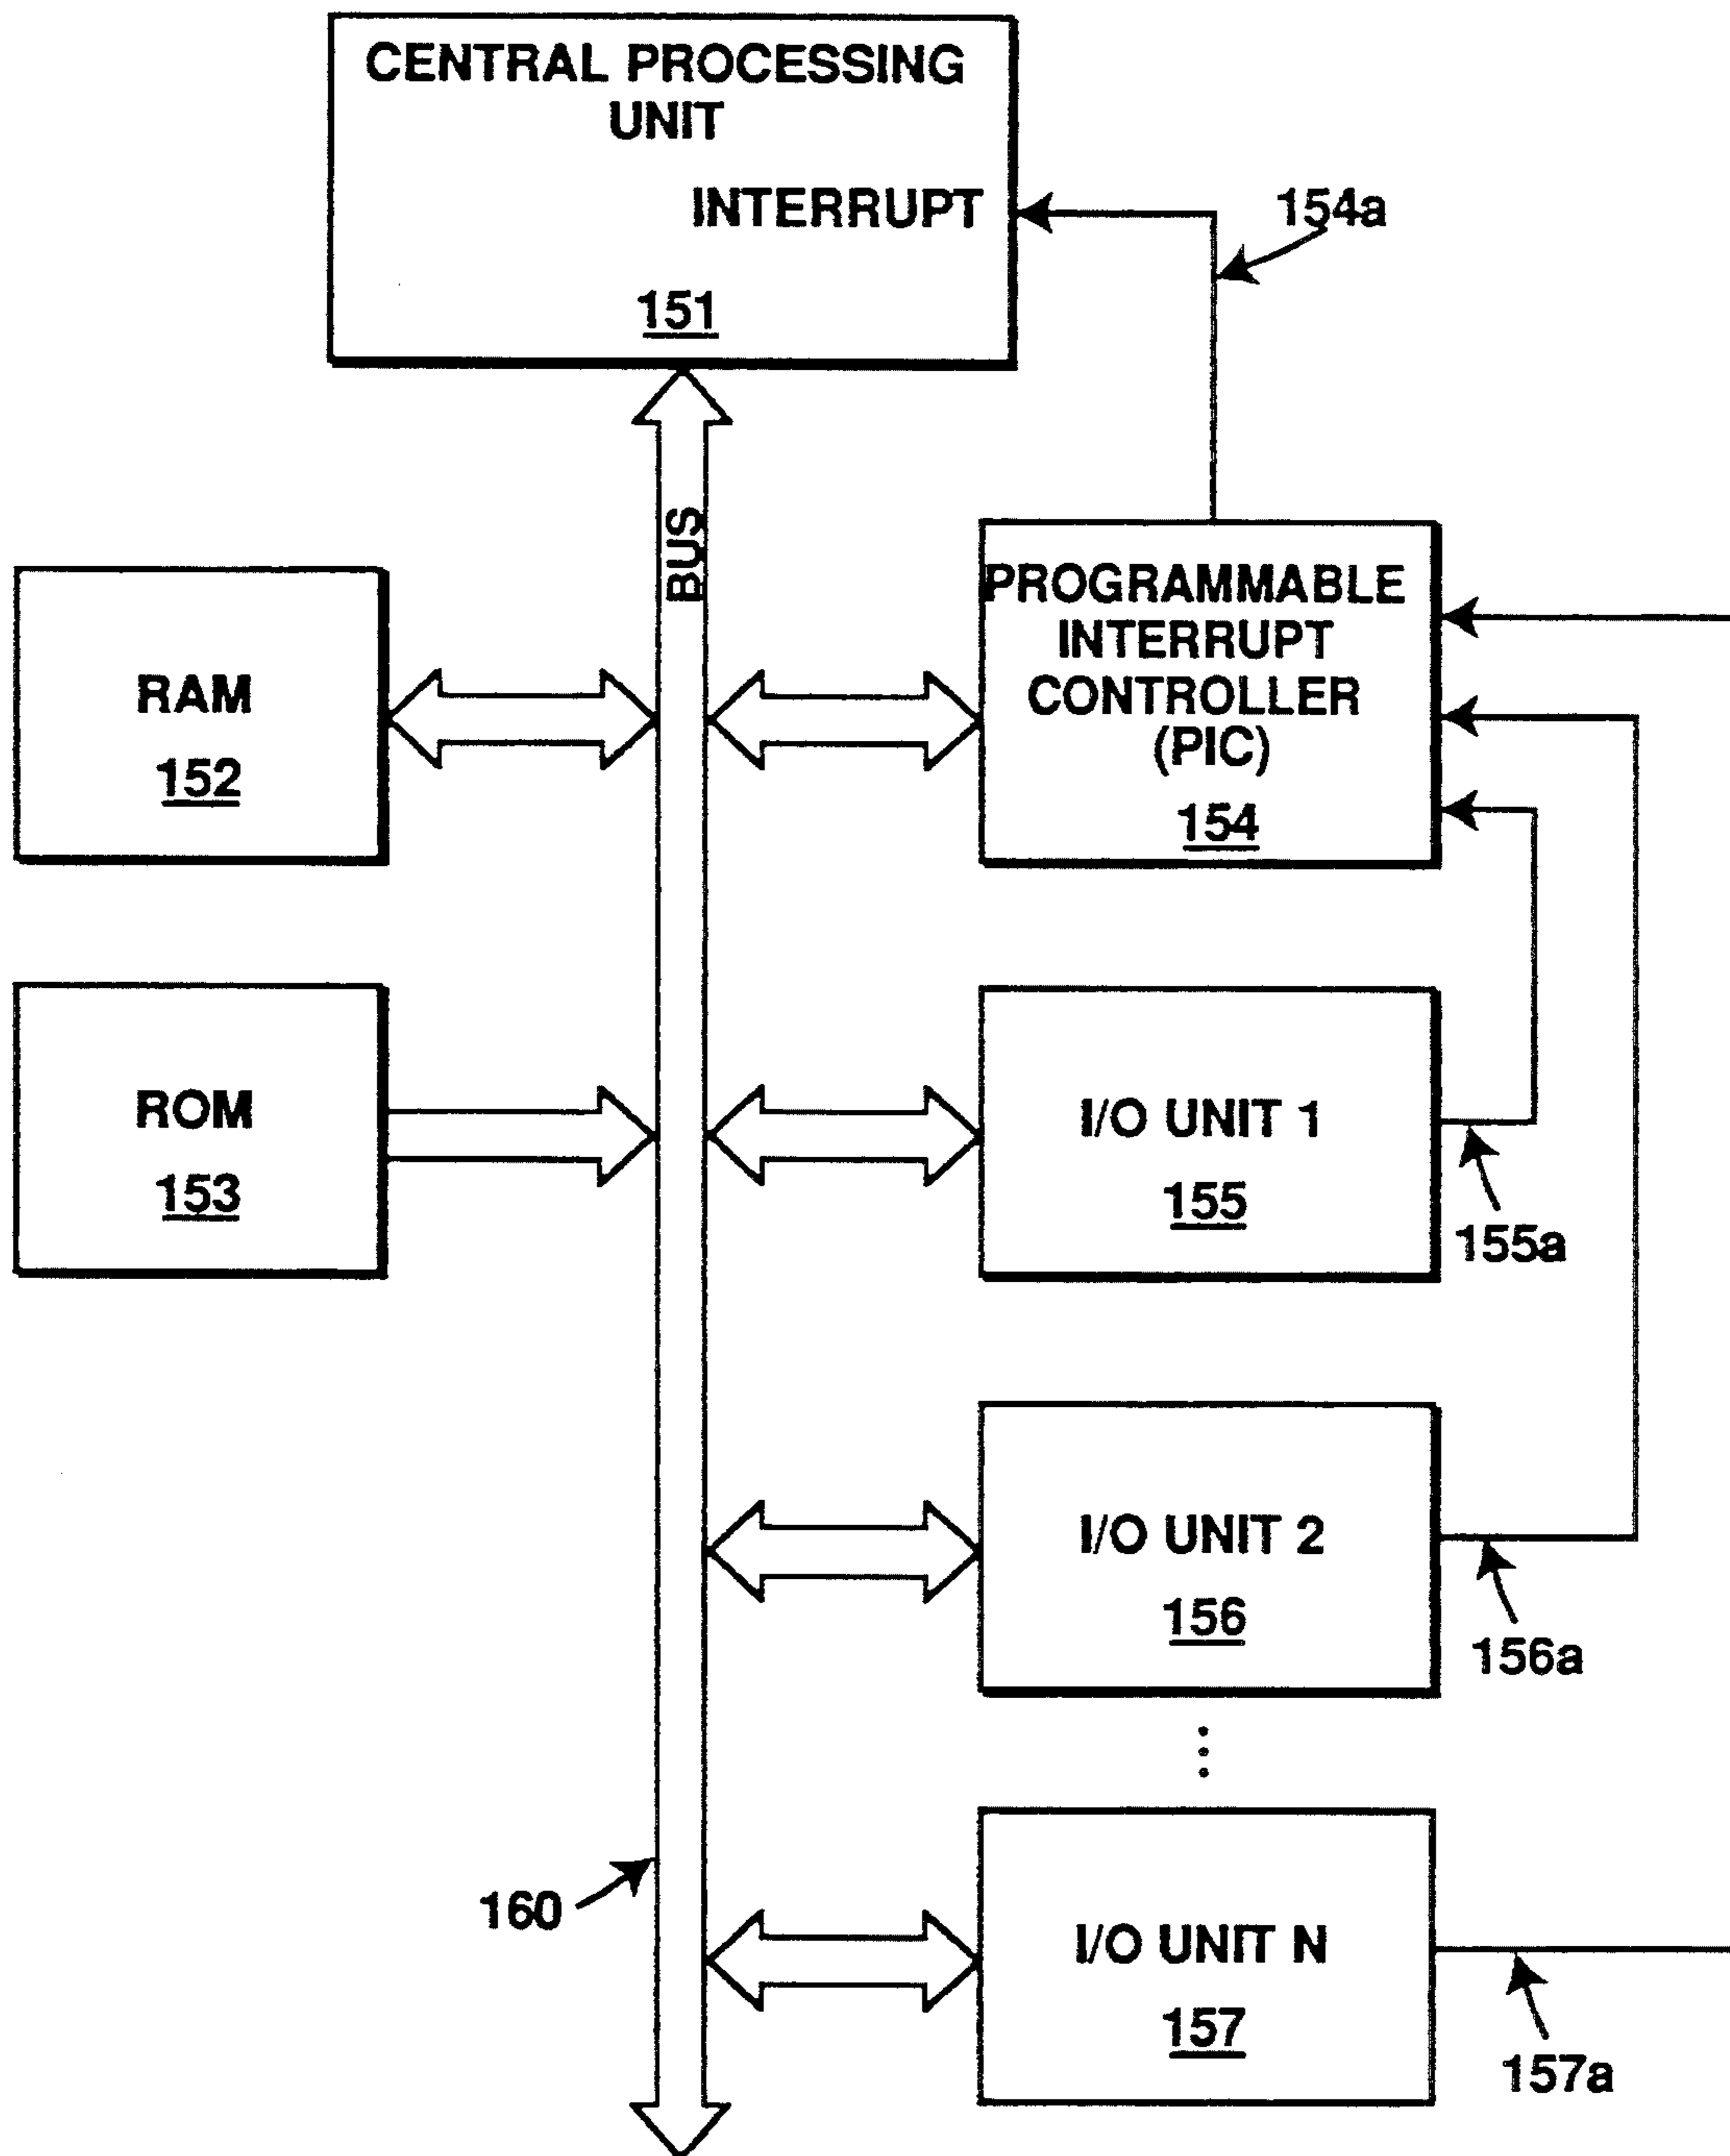 CENTRAL PROCESSING
UNIT
INTERRUPT
151
154a
BUS
RAM
152
PROGRAMMABLE
INTERRUPT
CONTROLLER
(PIC)
154
ROM
153
I/O UNIT 1
155
155a
I/O UNIT 2
156
156a
160
I/O UNIT N
157
157a